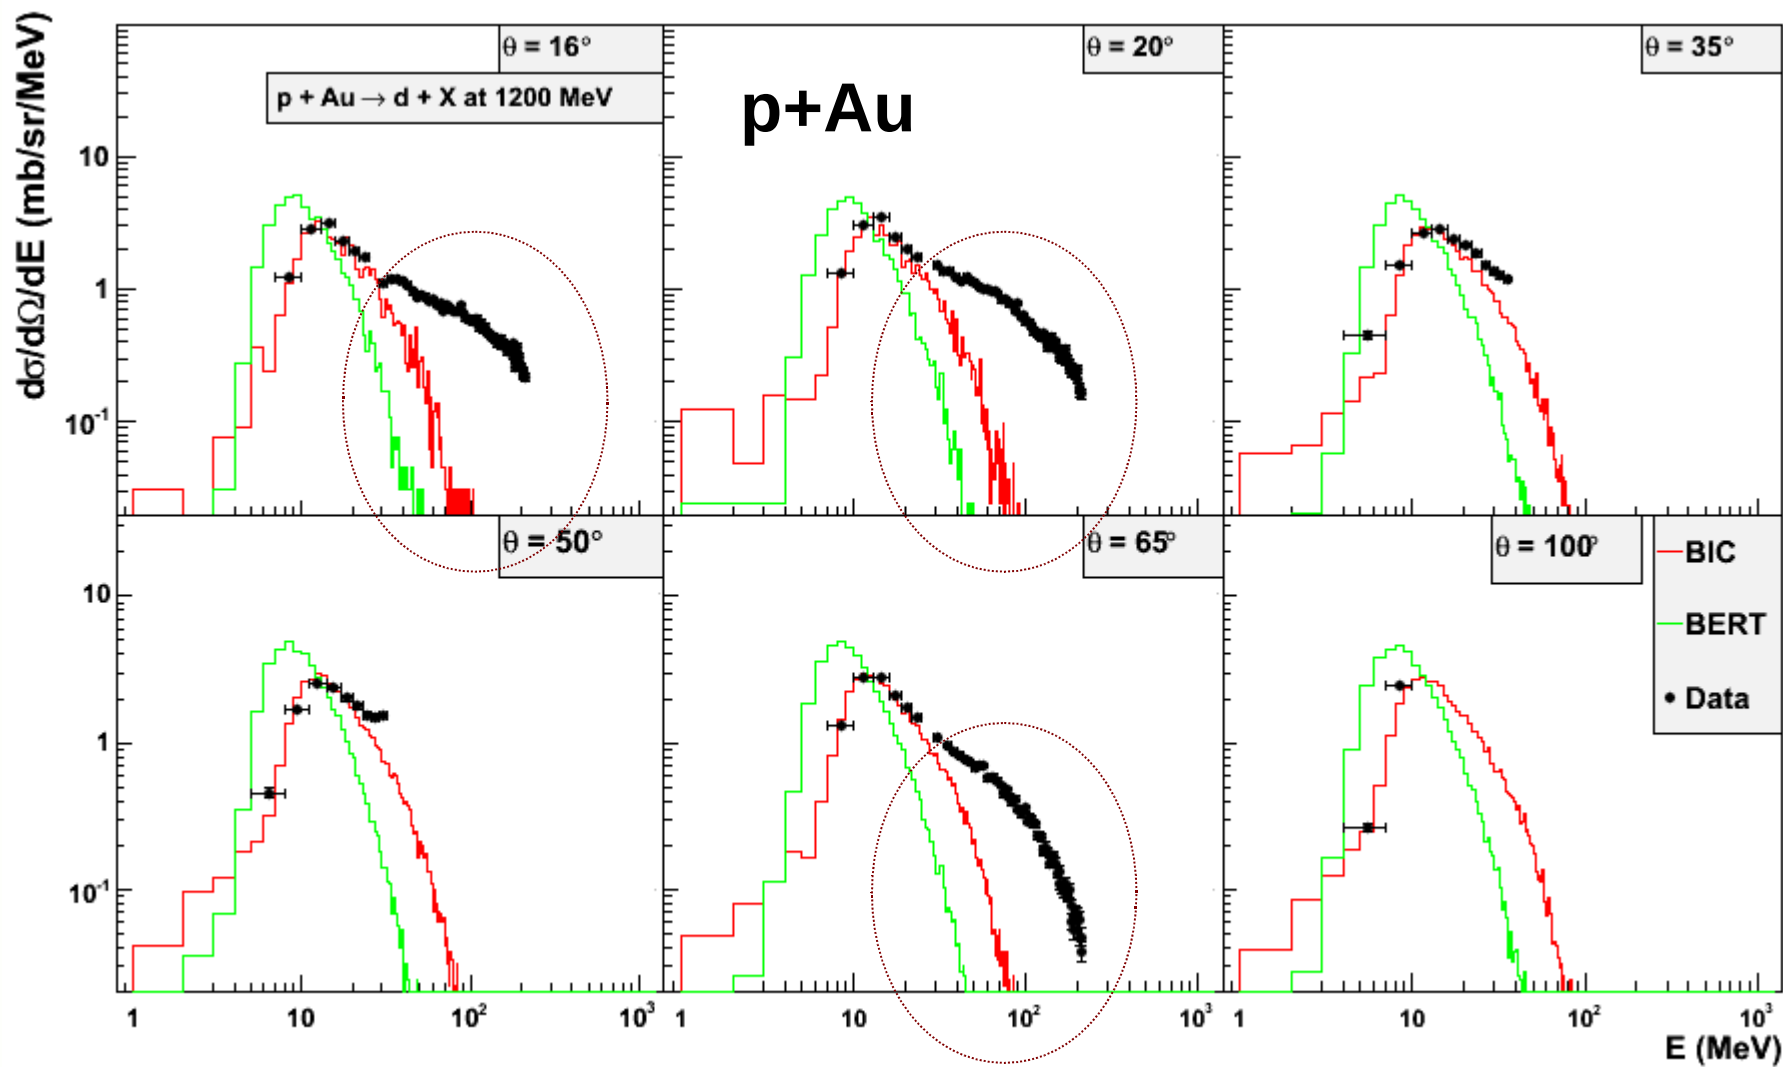 dσ/dΩ/dE (mb/sr/MeV)
θ = 16°
p + Au → d + X at 1200 MeV
θ = 20°
p+Au
θ = 35°
10
1
10⁻¹
θ = 50°
θ = 65°
θ = 100°
BIC
BERT
Data
10
1
10⁻¹
1 10 10² 10³
1 10 10² 10³
1 10 10² 10³
E (MeV)